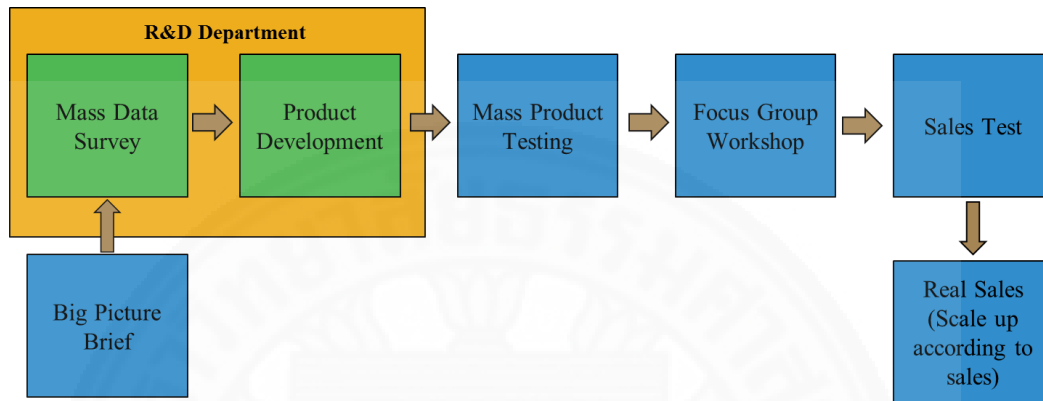 R&D Department
Mass Data
Survey
Product
Development
Mass Product
Testing
Focus Group
Workshop
Sales Test
Big Picture
Brief
Real Sales
(Scale up
according to
sales)